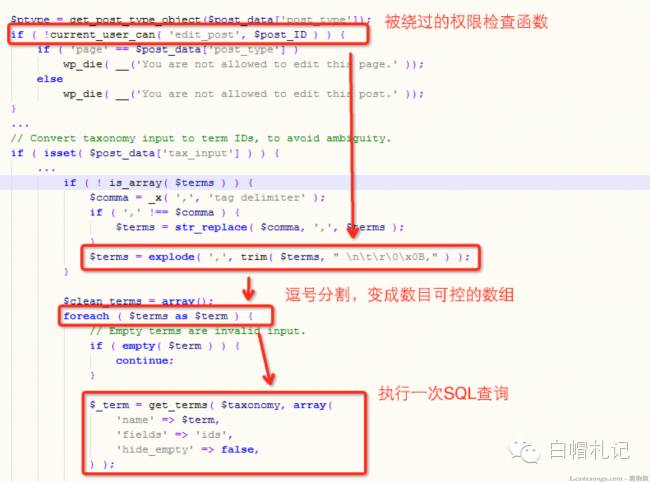 $ptype = get_post_type_object($post_data['post_type']);
被绕过的权限检查函数
if ( !current_user_can( 'edit_post', $post_ID ) ) {
if ( 'page' == $post_data['post_type'] )
wp_die( __('You are not allowed to edit this page.' ));
else
wp_die( __('You are not allowed to edit this post.' ));
}
...
// Convert taxonomy input to term IDs, to avoid ambiguity.
if ( isset( $post_data['tax_input'] ) ) {
...
if ( ! is_array( $terms ) ) {
$comma = _x( ',', 'tag delimiter' );
if ( ',' !== $comma ) {
$terms = str_replace( $comma, ',', $terms );
}
$terms = explode( ',', trim( $terms, " \n\t\r\0\x0B," ) );
}
逗号分割，变成数目可控的数组
$clean_terms = array();
foreach ( $terms as $term ) {
// Empty terms are invalid input.
if ( empty( $term ) ) {
continue;
}
执行一次SQL查询
$_term = get_terms( $taxonomy, array(
'name' => $term,
'fields' => 'ids',
'hide_empty' => false,
) );
白帽札记